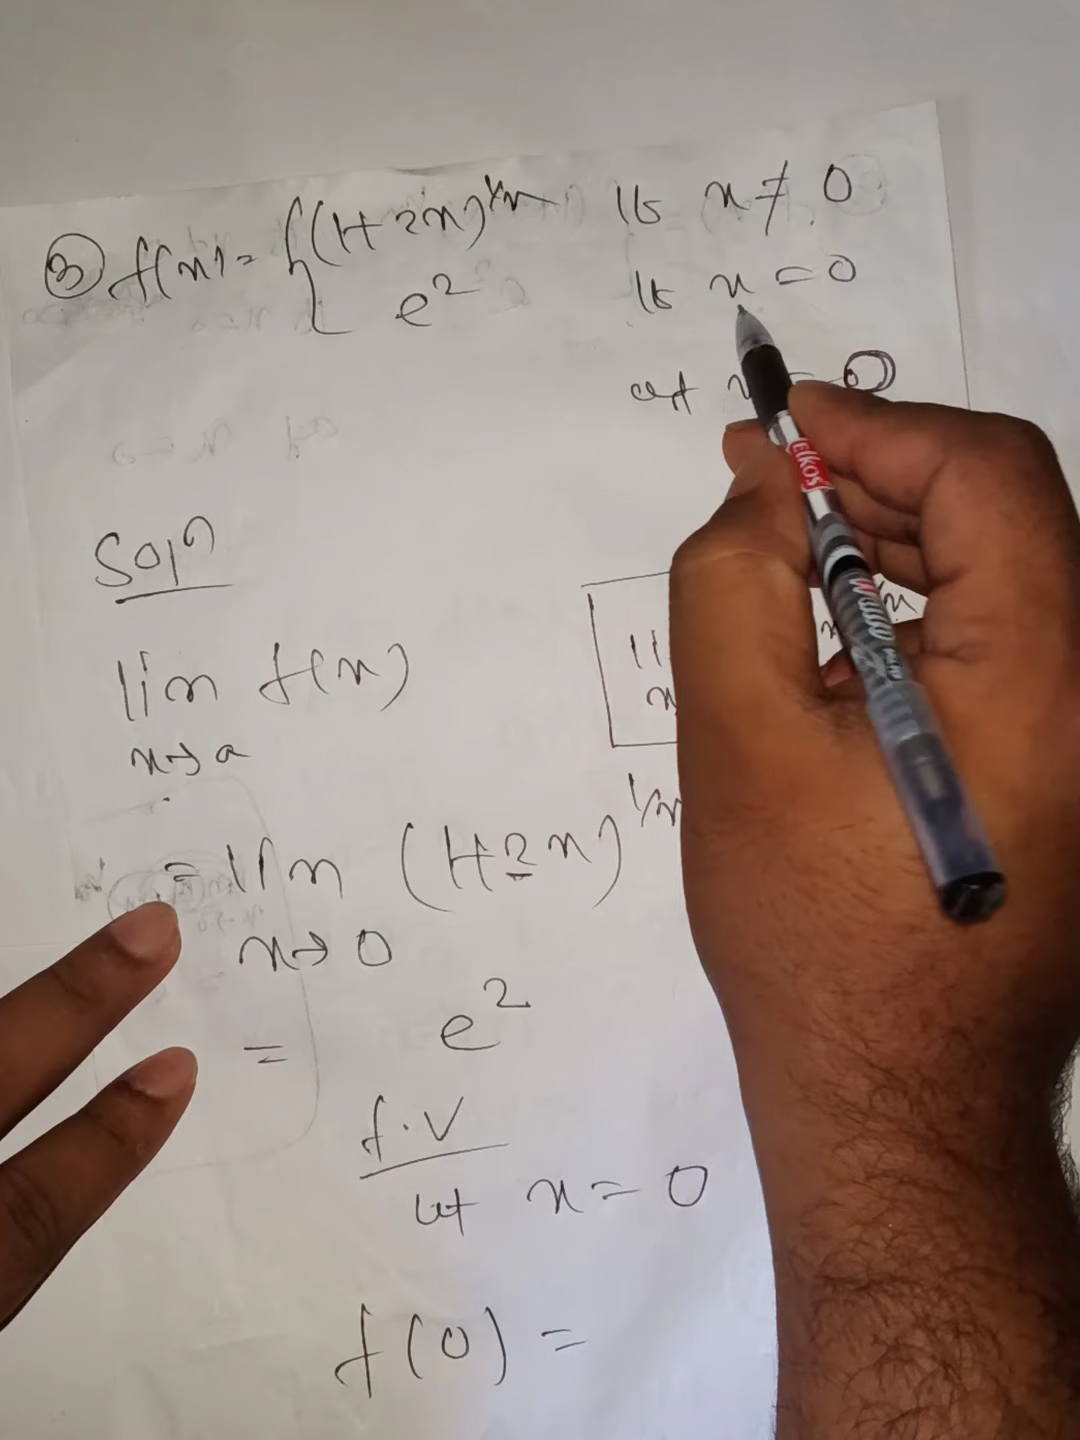 ③ f(x) = { (1+2x)^1/x if x ≠ 0
e² if x = 0
at x = 0
Soln
lim f(x)
x→a
= lim (1+2x)^1/x
x→0
= e²
f.V
at x = 0
f(0) =
Elkos